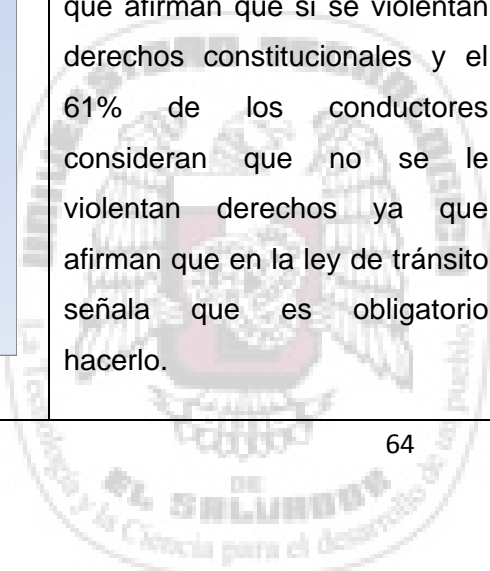 que afirman que si se violentan
derechos constitucionales y el
61% de los conductores
consideran que no se le
violentan derechos ya que
afirman que en la ley de tránsito
señala que es obligatorio
hacerlo.
64
DE
EL SALVADOR
La Tecnología y la Ciencia para el desarrollo de un pueblo